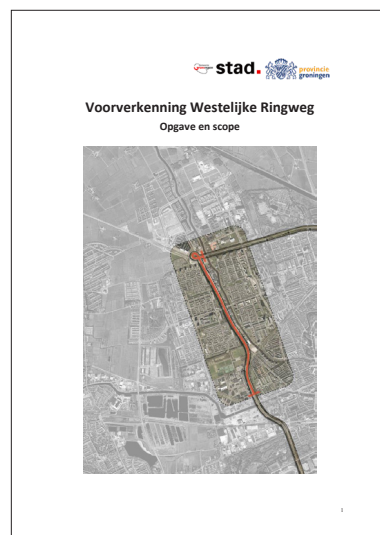 stad.
provincie
groningen
Voorverkenning Westelijke Ringweg
Opgave en scope
1